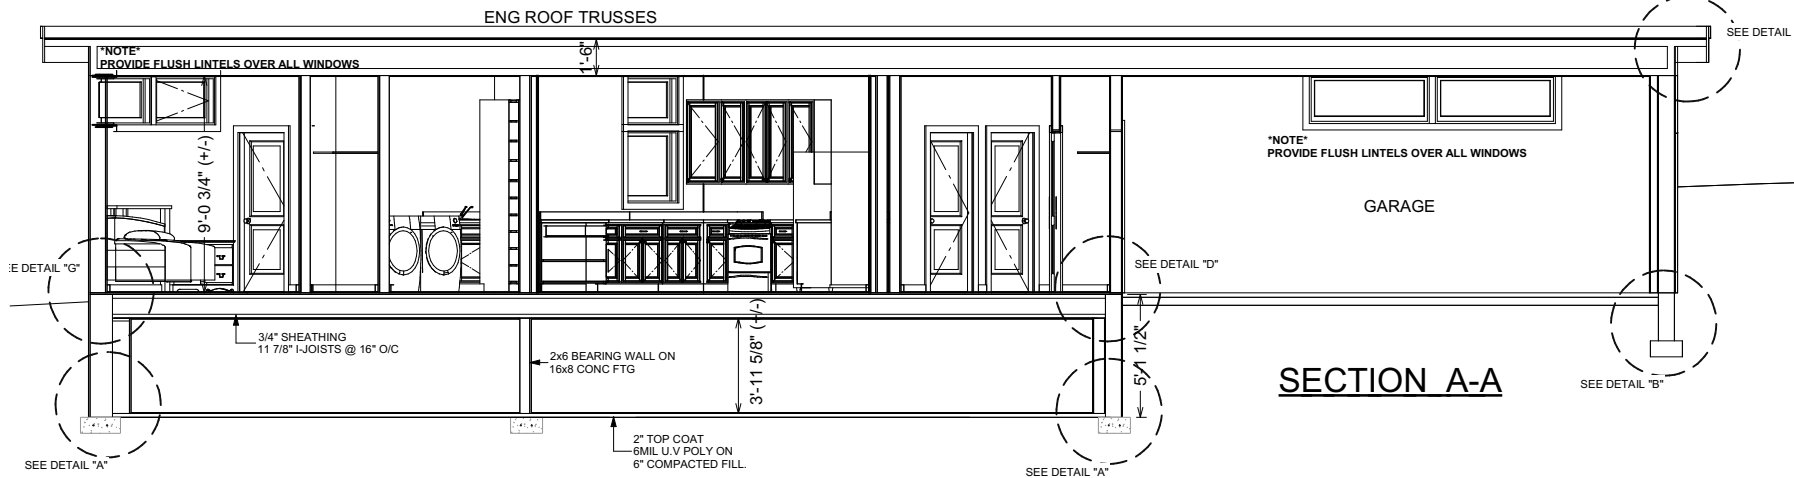 ENG ROOF TRUSSES
SEE DETAIL
*NOTE*
PROVIDE FLUSH LINTELS OVER ALL WINDOWS
1'-6"
9'-0 3/4" (+/-)
*NOTE*
PROVIDE FLUSH LINTELS OVER ALL WINDOWS
GARAGE
EE DETAIL "G"
SEE DETAIL "D"
3/4" SHEATHING
11 7/8" I-JOISTS @ 16" O/C
2x6 BEARING WALL ON
16x8 CONC FTG
3'-11 5/8" (+/-)
5'-1 1/2"
SECTION A-A
SEE DETAIL "B"
2" TOP COAT
6MIL U.V POLY ON
6" COMPACTED FILL.
SEE DETAIL "A"
SEE DETAIL "A"